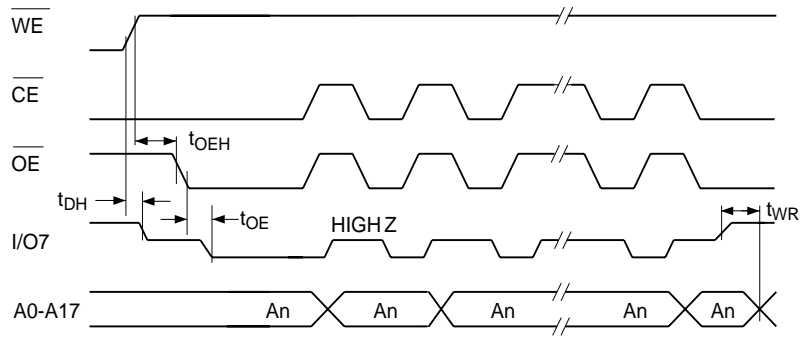 WE
CE
tOEH
OE
tDH
tOE
HIGH Z
tWR
I/O7
A0-A17 An An An An An